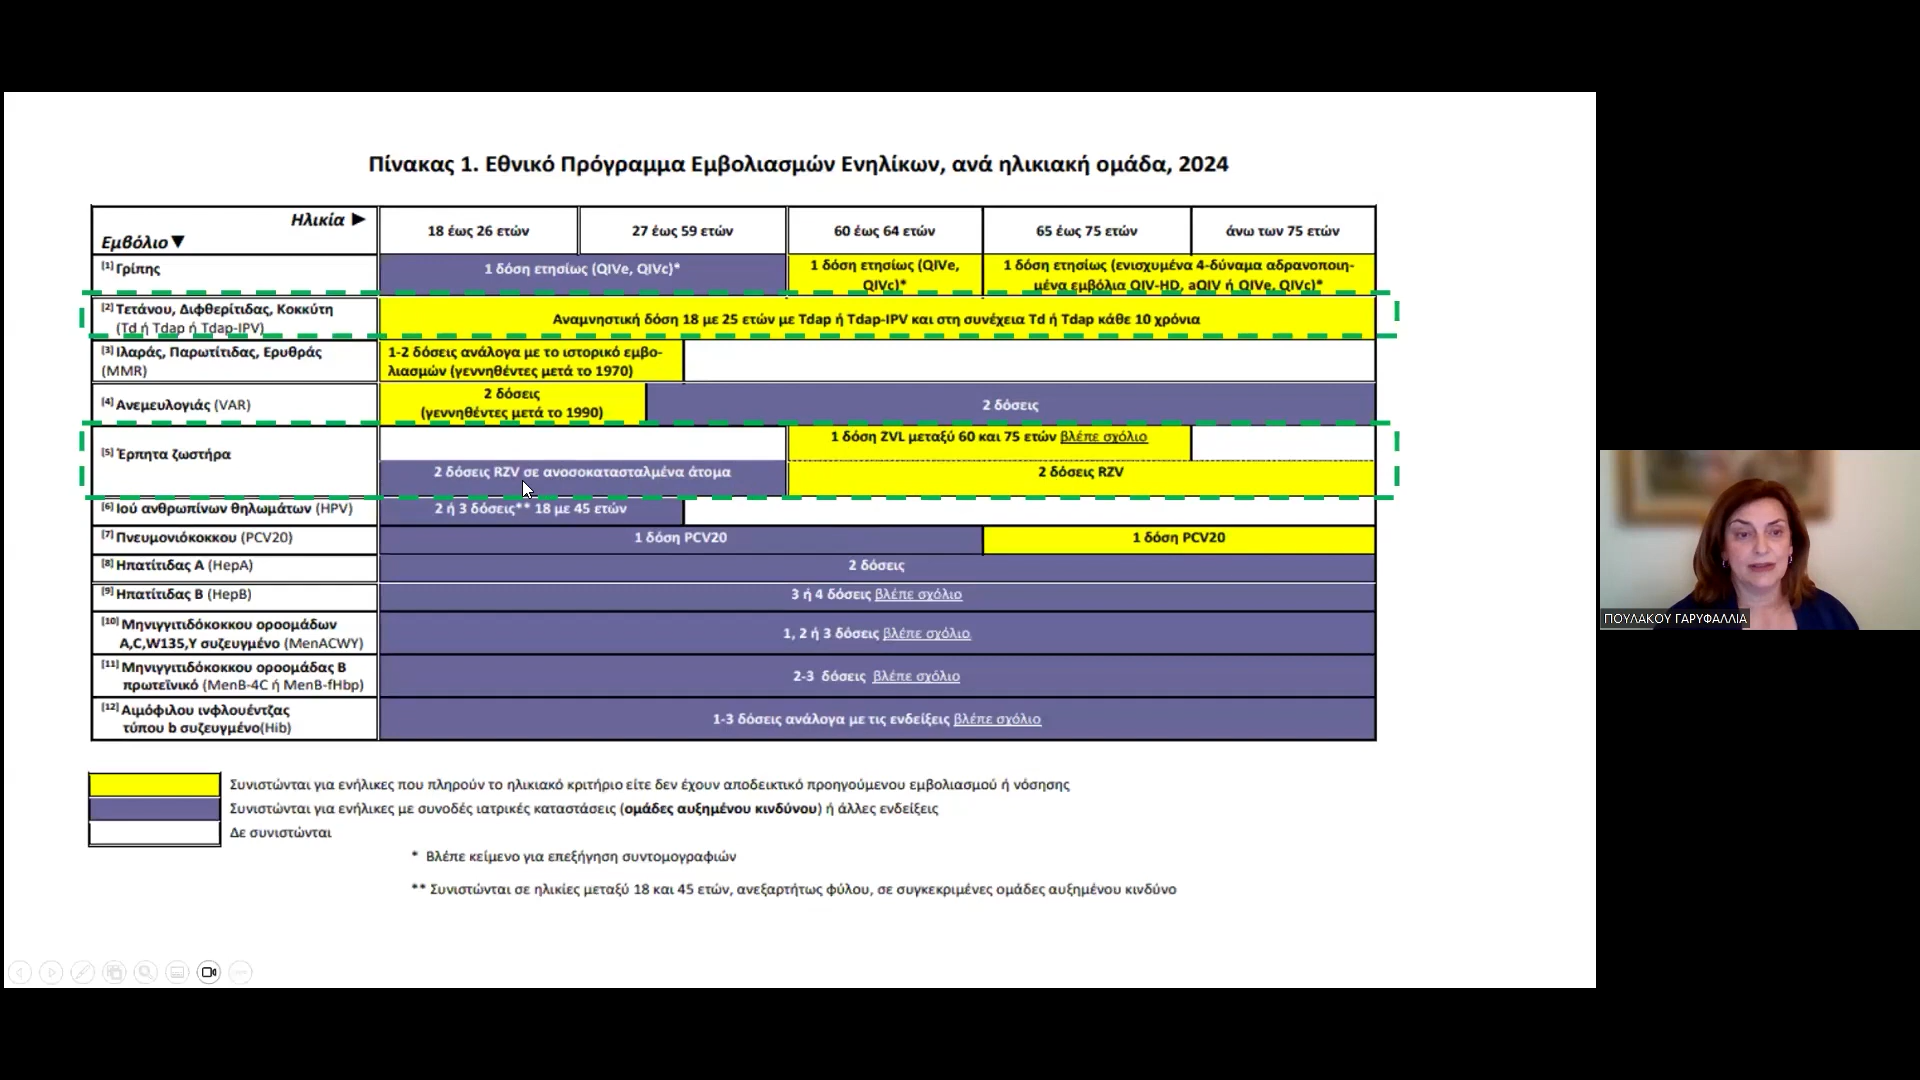 Πίνακας 1. Εθνικό Πρόγραμμα Εμβολιασμών Ενηλίκων, ανά ηλικιακή ομάδα, 2024
Ηλικία ▶
Εμβόλιο▼
18 έως 26 ετών
27 έως 59 ετών
60 έως 64 ετών
65 έως 75 ετών
άνω των 75 ετών
[1] Γρίπης
1 δόση ετησίως (QIVe, QIVc)*
1 δόση ετησίως (QIVe,
QIVc)*
1 δόση ετησίως (ενισχυμένα 4-δύναμα αδρανοποιη-
μένα εμβόλια QIV-HD, aQIV ή QIVe, QIVc)*
[2] Τετάνου, Διφθερίτιδας, Κοκκύτη
(Td ή Tdap ή Tdap-IPV)
Αναμνηστική δόση 18 με 25 ετών με Tdap ή Tdap-IPV και στη συνέχεια Td ή Tdap κάθε 10 χρόνια
[3] Ιλαράς, Παρωτίτιδας, Ερυθράς
(MMR)
1-2 δόσεις ανάλογα με το ιστορικό εμβο-
λιασμών (γεννηθέντες μετά το 1970)
[4] Ανεμευλογιάς (VAR)
2 δόσεις
(γεννηθέντες μετά το 1990)
2 δόσεις
[5] Έρπητα ζωστήρα
1 δόση ZVL μεταξύ 60 και 75 ετών βλέπε σχόλιο
2 δόσεις RZV σε ανοσοκατασταλμένα άτομα
2 δόσεις RZV
[6] Ιού ανθρωπίνων θηλωμάτων (HPV)
2 ή 3 δόσεις** 18 με 45 ετών
[7] Πνευμονιόκοκκου (PCV20)
1 δόση PCV20
1 δόση PCV20
[8] Ηπατίτιδας Α (HepA)
2 δόσεις
[9] Ηπατίτιδας Β (HepB)
3 ή 4 δόσεις βλέπε σχόλιο
[10] Μηνιγγιτιδόκοκκου οροομάδων
A,C,W135,Y συζευγμένο (MenACWY)
1, 2 ή 3 δόσεις βλέπε σχόλιο
[11] Μηνιγγιτιδόκοκκου οροομάδας Β
πρωτεϊνικό (MenB-4C ή MenB-fHbp)
2-3 δόσεις βλέπε σχόλιο
[12] Αιμόφιλου ινφλουέντζας
τύπου b συζευγμένο(Hib)
1-3 δόσεις ανάλογα με τις ενδείξεις βλέπε σχόλιο
Συνιστώνται για ενήλικες που πληρούν το ηλικιακό κριτήριο είτε δεν έχουν αποδεικτικό προηγούμενου εμβολιασμού ή νόσησης
Συνιστώνται για ενήλικες με συνοδές ιατρικές καταστάσεις (ομάδες αυξημένου κινδύνου) ή άλλες ενδείξεις
Δε συνιστώνται
* Βλέπε κείμενο για επεξήγηση συντομογραφιών
** Συνιστώνται σε ηλικίες μεταξύ 18 και 45 ετών, ανεξαρτήτως φύλου, σε συγκεκριμένες ομάδες αυξημένου κινδύνο
ΠΟΥΛΑΚΟΥ ΓΑΡΥΦΑΛΛΙΑ